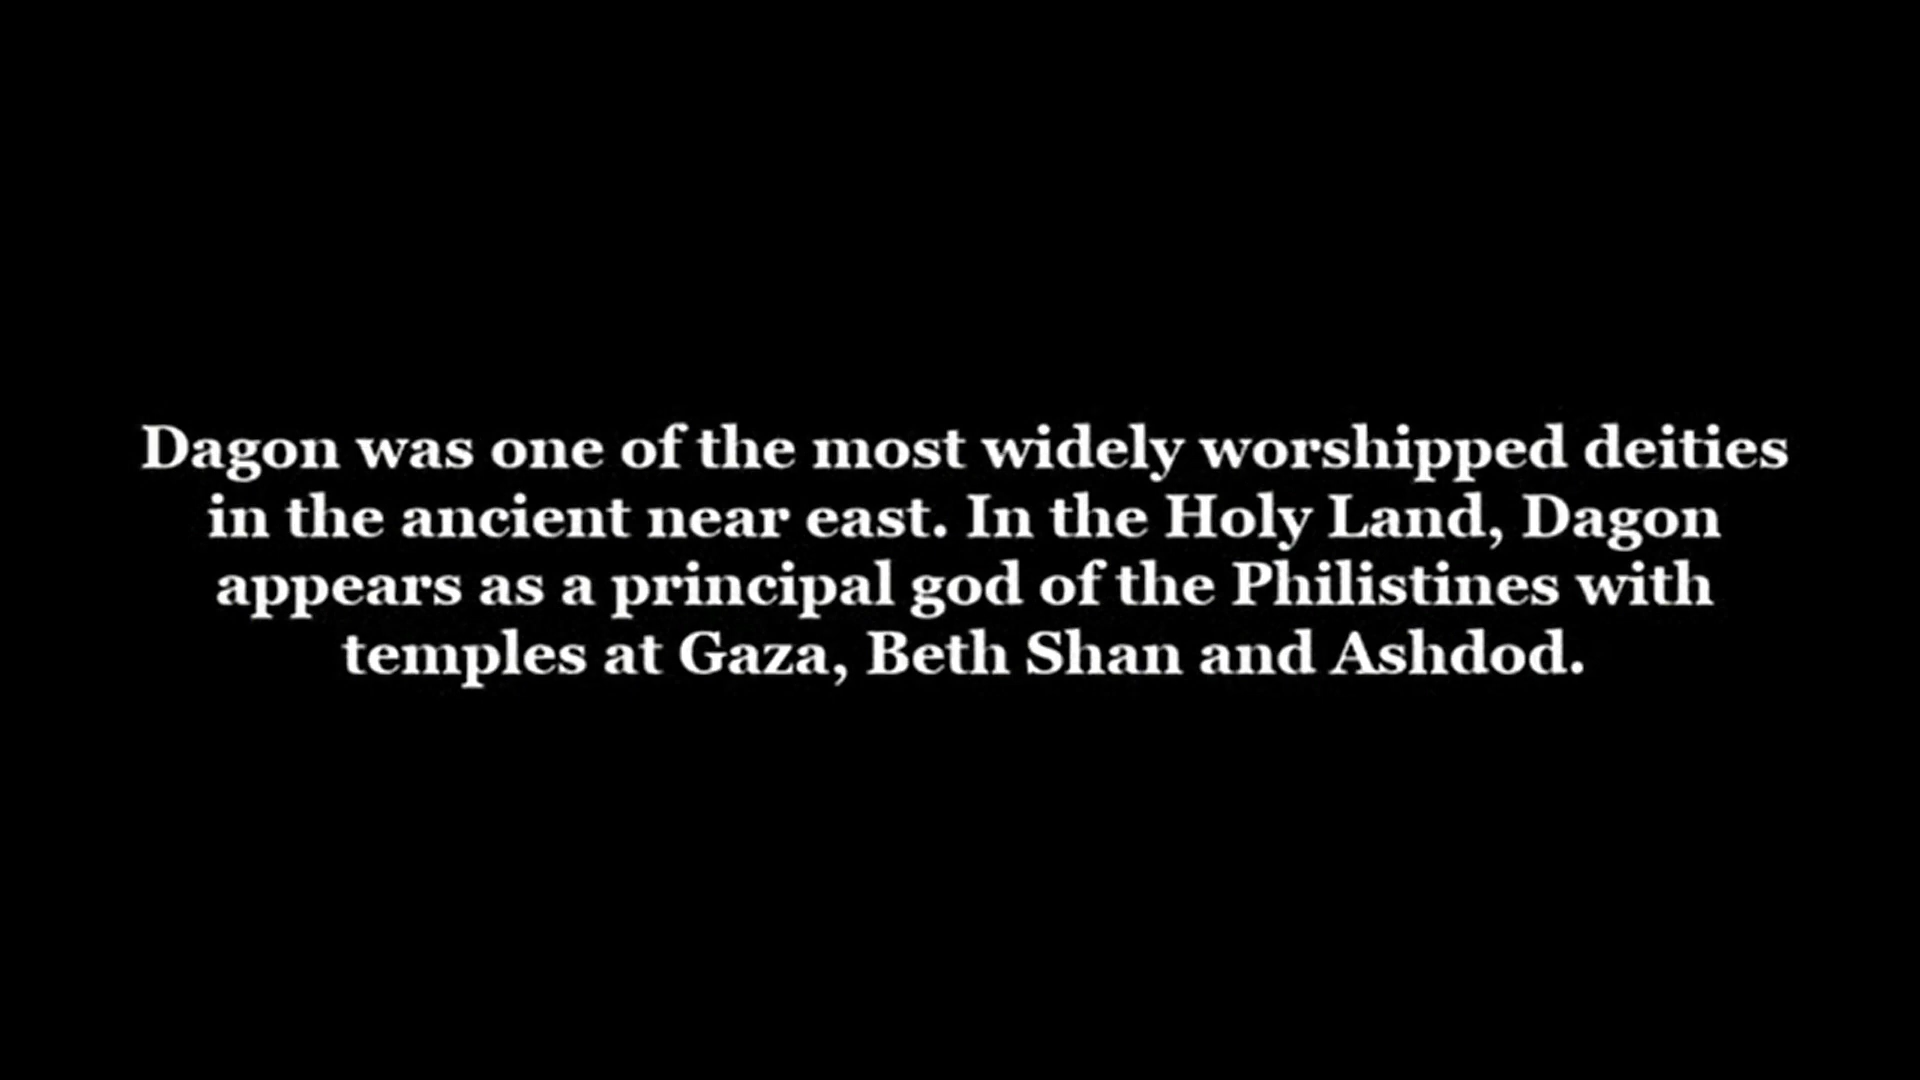 Dagon was one of the most widely worshipped deities
in the ancient near east. In the Holy Land, Dagon
appears as a principal god of the Philistines with
temples at Gaza, Beth Shan and Ashdod.